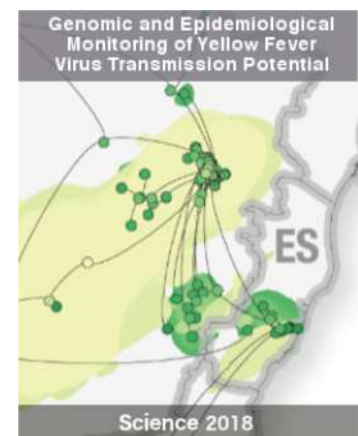 Genomic and Epidemiological
Monitoring of Yellow Fever
Virus Transmission Potential
ES
Science 2018